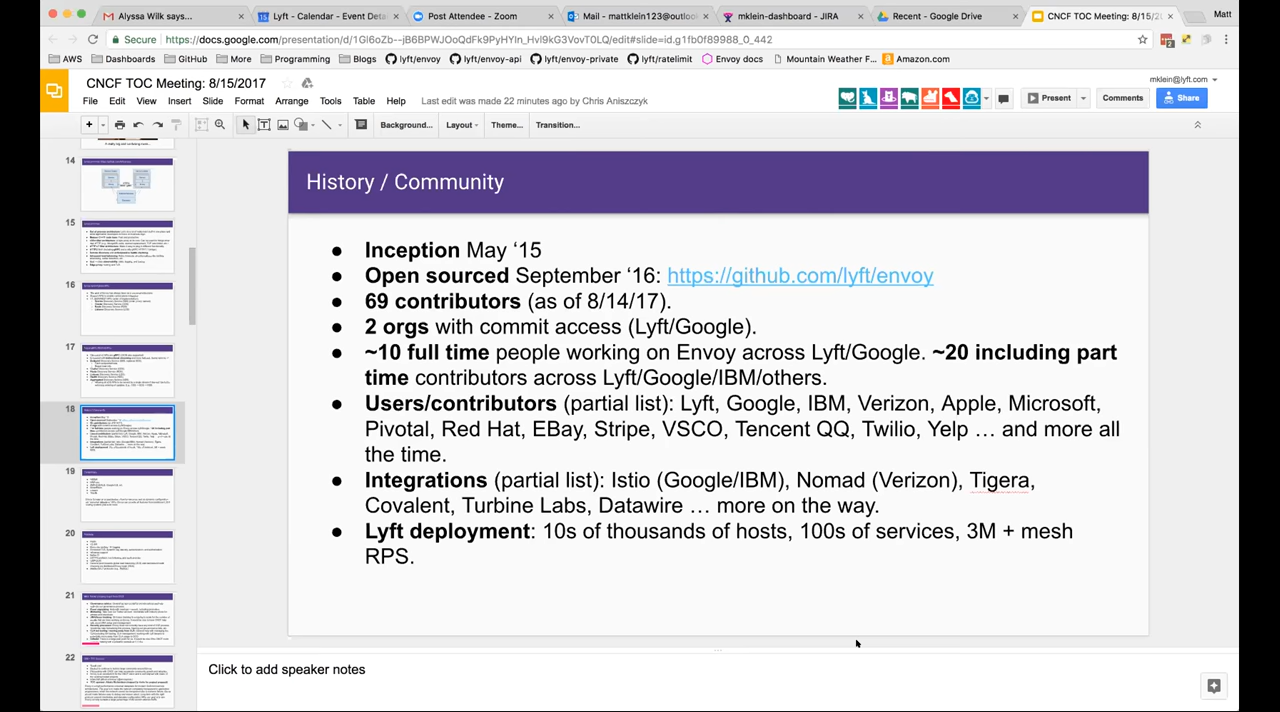 Alyssa Wilk says...
Lyft - Calendar - Event Deta
Post Attendee - Zoom
Mail - mattklein123@outloo
mklein-dashboard - JIRA
Recent - Google Drive
CNCF TOC Meeting: 8/15/2
Matt
Secure https://docs.google.com/presentation/
AWS Dashboards GitHub More Programming Blogs lyft/envoy lyft/envoy-api lyft/envoy-private lyft/ratelimit Envoy docs Mountain Weather F... Amazon.com
CNCF TOC Meeting: 8/15/2017
mklein@lyft.com
File Edit View Insert Slide Format Arrange Tools Table Help Last edit was made 22 minutes ago by Chris Aniszczyk
Present Comments Share
Background... Layout Theme... Transition...
14
15
16
17
18
19
20
21
22
History / Community
● Inception May ‘15
● Open sourced September ‘16: https://github.com/lyft/envoy
● 69 contributors (as of 8/14/17).
● 2 orgs with commit access (Lyft/Google).
● ~10 full time people working on Envoy across Lyft/Google. ~20 including part
time contributors across Lyft/Google/IBM/others.
● Users/contributors (partial list): Lyft, Google, IBM, Verizon, Apple, Microsoft,
Pivotal, Red Hat, EBay, Stripe, VSCO, Tencent QQ, Twilio, Yelp … and more all
the time.
● Integrations (partial list): Istio (Google/IBM), Nomad (Verizon), Tigera,
Covalent, Turbine Labs, Datawire … more on the way.
● Lyft deployment: 10s of thousands of hosts, 100s of services, 3M + mesh
RPS.
Click to add speaker notes